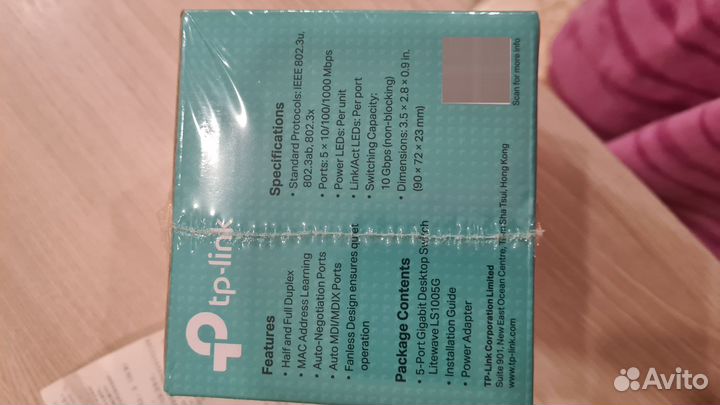 tp-link
Features
• Half and Full Duplex
• MAC Address Learning
• Auto-Negotiation Ports
• Auto MDI/MDIX Ports
• Fanless Design ensures quiet
operation
Specifications
• Standard Protocols: IEEE 802.3u,
802.3ab, 802.3x
• Ports: 5 × 10/100/1000 Mbps
• Power LEDs: Per unit
• Link/Act LEDs: Per port
• Switching Capacity:
10 Gbps (non-blocking)
• Dimensions: 3.5 × 2.8 × 0.9 in.
(90 × 72 × 23 mm)
Package Contents
• 5-Port Gigabit Desktop Switch
Litewave LS1005G
• Installation Guide
• Power Adapter
TP-Link Corporation Limited
Suite 901, New East Ocean Centre, Tsim Sha Tsui, Hong Kong
www.tp-link.com
Scan for more info
Avito